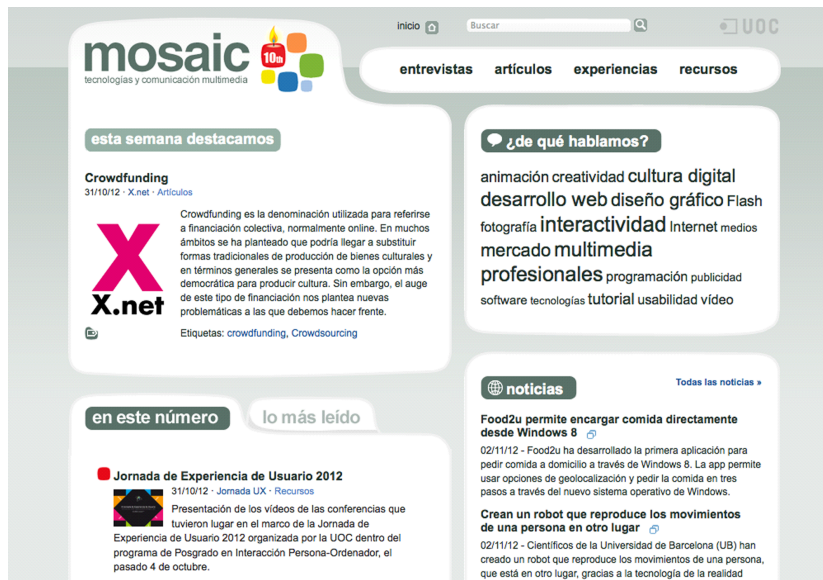 inicio
Buscar
UOC
mosaic
10th
tecnologías y comunicación multimedia
entrevistas artículos experiencias recursos
esta semana destacamos
Crowdfunding
31/10/12 · X.net · Artículos
X
X.net
Crowdfunding es la denominación utilizada para referirse
a financiación colectiva, normalmente online. En muchos
ámbitos se ha planteado que podría llegar a substituir
formas tradicionales de producción de bienes culturales y
en términos generales se presenta como la opción más
democrática para producir cultura. Sin embargo, el auge
de este tipo de financiación nos plantea nuevas
problemáticas a las que debemos hacer frente.
Etiquetas: crowdfunding, Crowdsourcing
en este número
lo más leído
Jornada de Experiencia de Usuario 2012
31/10/12 · Jornada UX · Recursos
Presentación de los vídeos de las conferencias que
tuvieron lugar en el marco de la Jornada de
Experiencia de Usuario 2012 organizada por la UOC dentro del
programa de Posgrado en Interacción Persona-Ordenador, el
pasado 4 de octubre.
¿de qué hablamos?
animación creatividad cultura digital
desarrollo web diseño gráfico Flash
fotografía interactividad Internet medios
mercado multimedia
profesionales programación publicidad
software tecnologías tutorial usabilidad vídeo
noticias
Todas las noticias »
Food2u permite encargar comida directamente
desde Windows 8
02/11/12 - Food2u ha desarrollado la primera aplicación para
pedir comida a domicilio a través de Windows 8. La app permite
usar opciones de geolocalización y pedir la comida en tres
pasos a través del nuevo sistema operativo de Windows.
Crean un robot que reproduce los movimientos
de una persona en otro lugar
02/11/12 - Científicos de la Universidad de Barcelona (UB) han
creado un robot que reproduce los movimientos de una persona,
que está en otro lugar, gracias a la tecnología de la realidad